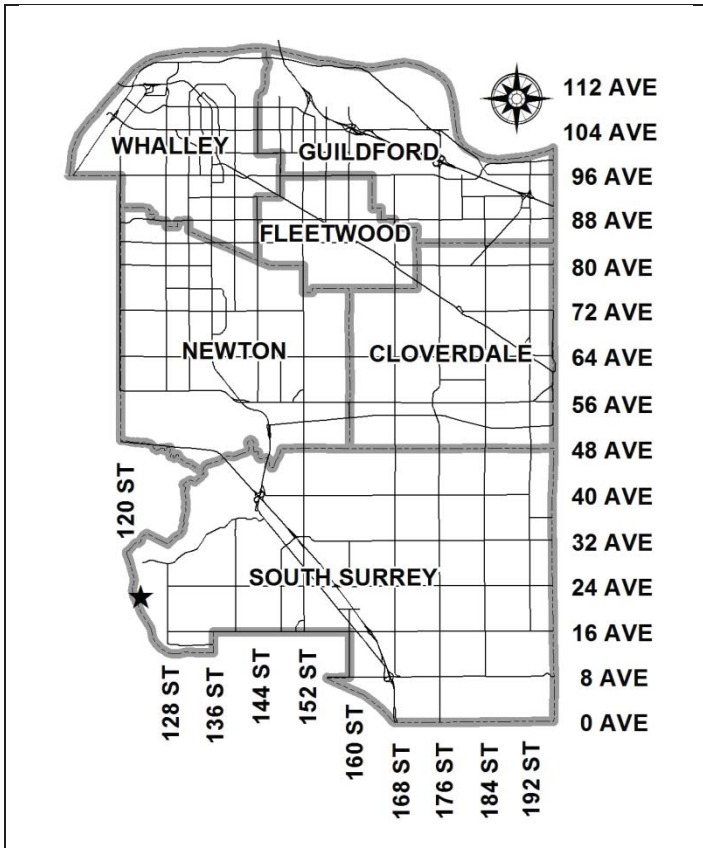 112 AVE
104 AVE
WHALLEY
GUILDFORD
96 AVE
88 AVE
FLEETWOOD
80 AVE
72 AVE
NEWTON
CLOVERDALE
64 AVE
56 AVE
48 AVE
120 ST
40 AVE
32 AVE
SOUTH SURREY
24 AVE
16 AVE
128 ST
136 ST
144 ST
152 ST
8 AVE
160 ST
0 AVE
168 ST
176 ST
184 ST
192 ST